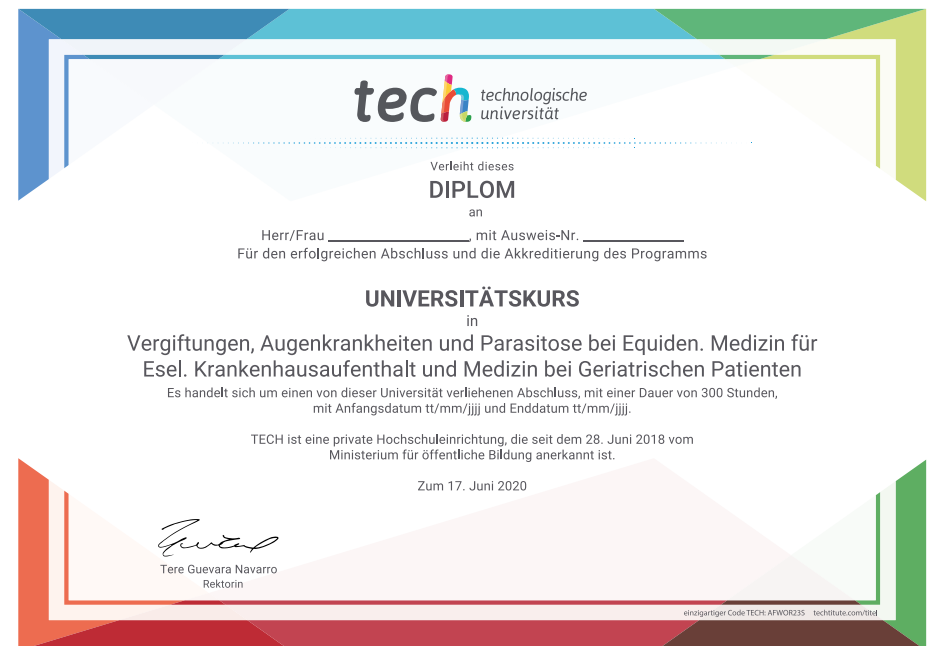 tech technologische
universität
Verleiht dieses
DIPLOM
an
Herr/Frau ____________________, mit Ausweis-Nr. ______________
Für den erfolgreichen Abschluss und die Akkreditierung des Programms
UNIVERSITÄTSKURS
in
Vergiftungen, Augenkrankheiten und Parasitose bei Equiden. Medizin für
Esel. Krankenhausaufenthalt und Medizin bei Geriatrischen Patienten
Es handelt sich um einen von dieser Universität verliehenen Abschluss, mit einer Dauer von 300 Stunden,
mit Anfangsdatum tt/mm/jjjj und Enddatum tt/mm/jjjj.
TECH ist eine private Hochschuleinrichtung, die seit dem 28. Juni 2018 vom
Ministerium für öffentliche Bildung anerkannt ist.
Zum 17. Juni 2020
Tere Guevara Navarro
Rektorin
einzigartiger Code TECH: AFWOR23S techtitute.com/titel